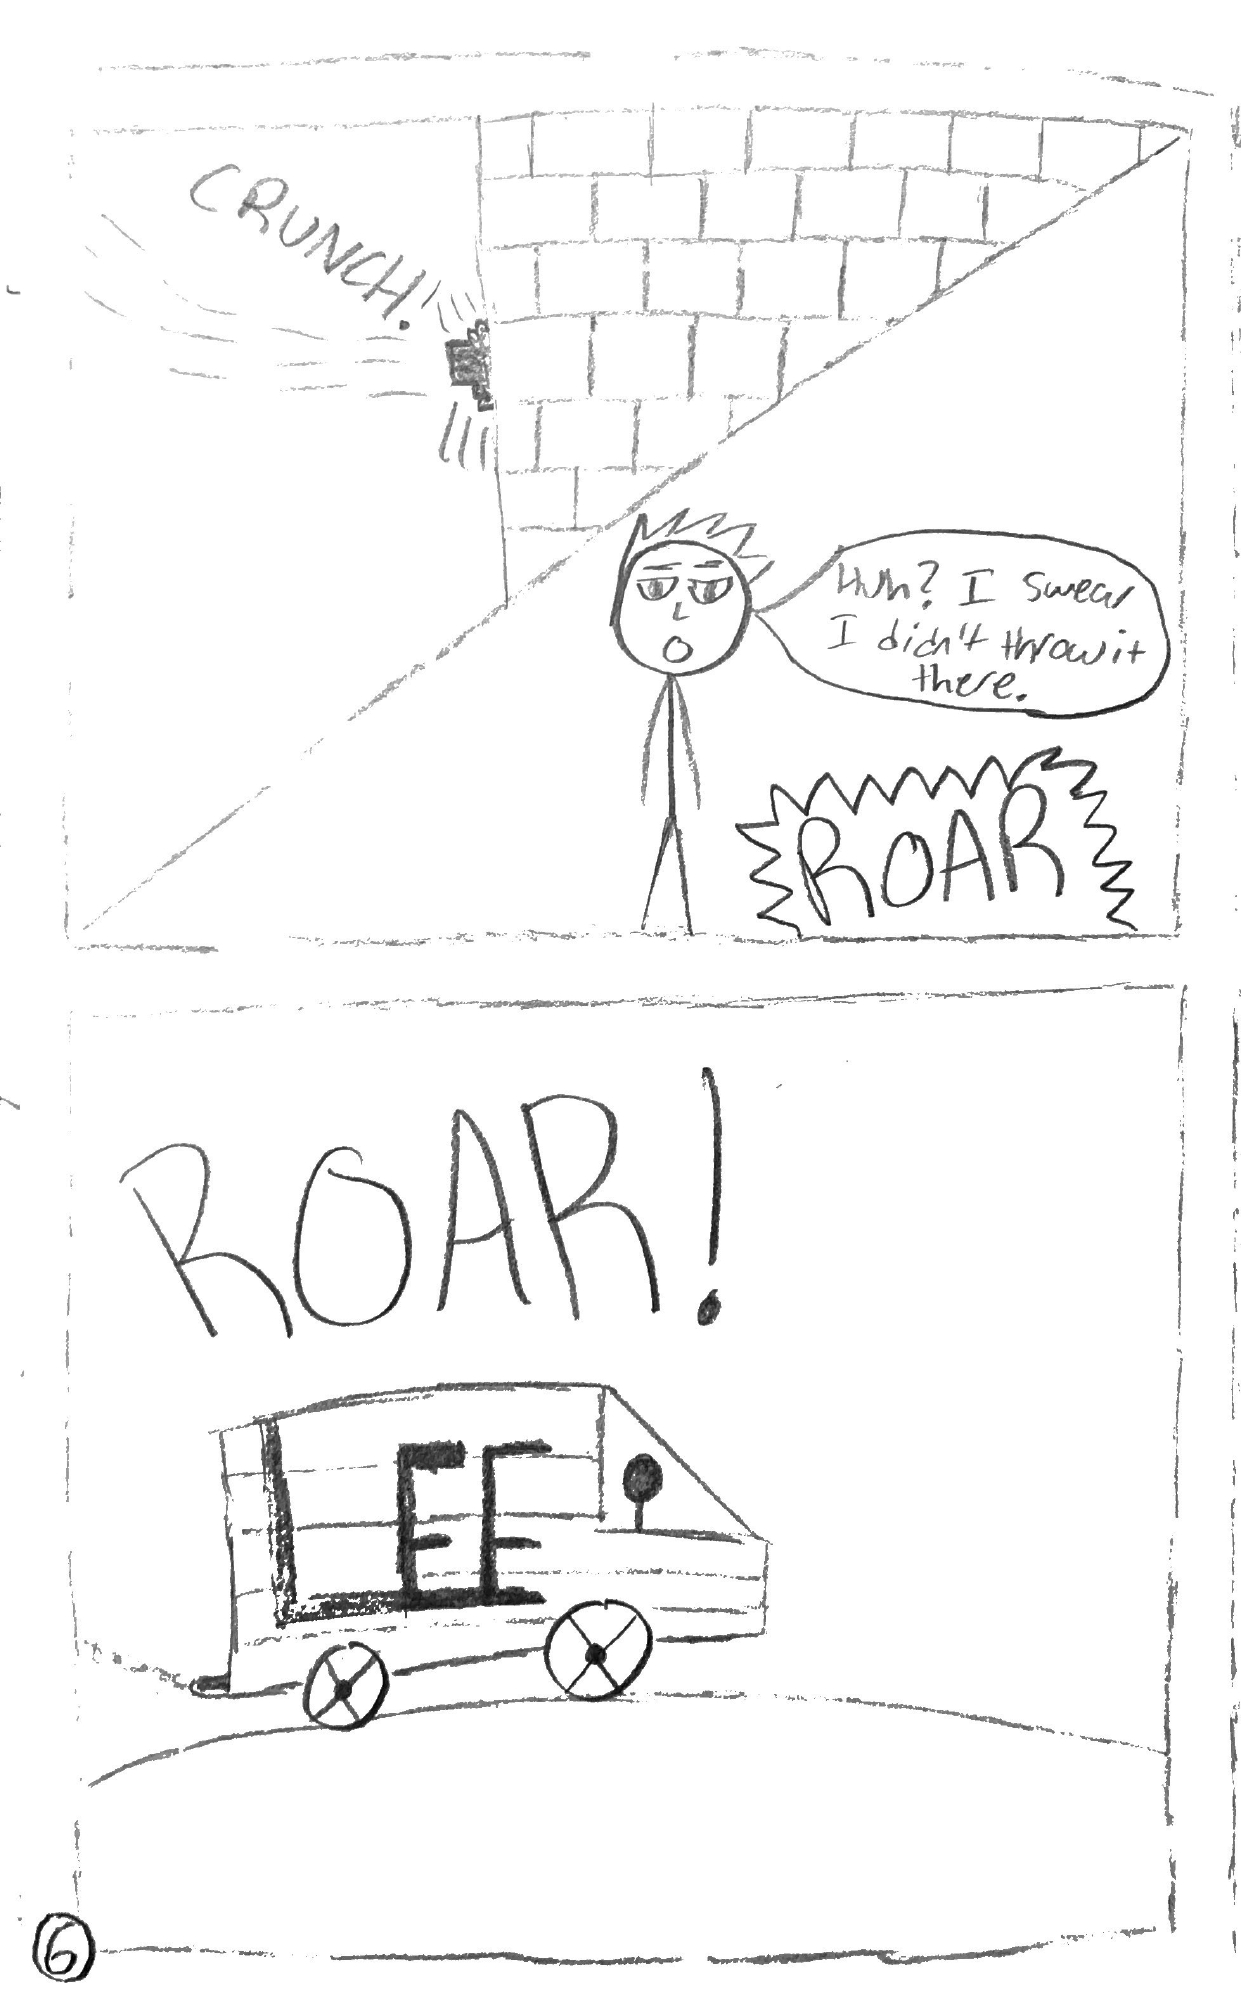 CRUNCH!
Huh? I swear
I didn't throw it
there.
ROAR
ROAR!
LEE
6